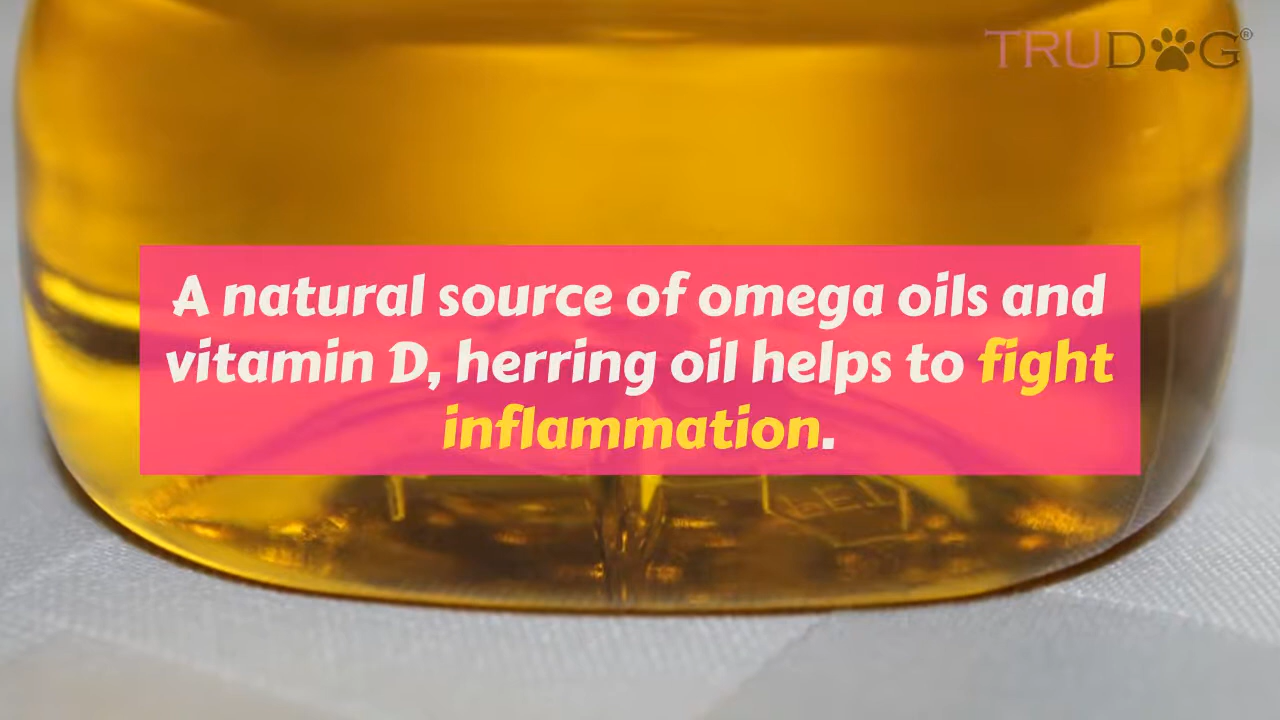 TRUDOG®
A natural source of omega oils and
vitamin D, herring oil helps to fight
inflammation.